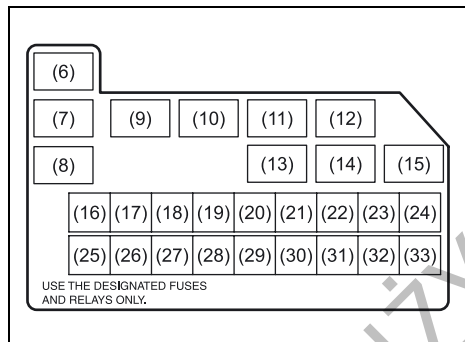 (6)
(7) (9) (10) (11) (12)
(8) (13) (14) (15)
(16) (17) (18) (19) (20) (21) (22) (23) (24)
(25) (26) (27) (28) (29) (30) (31) (32) (33)
USE THE DESIGNATED FUSES
AND RELAYS ONLY.